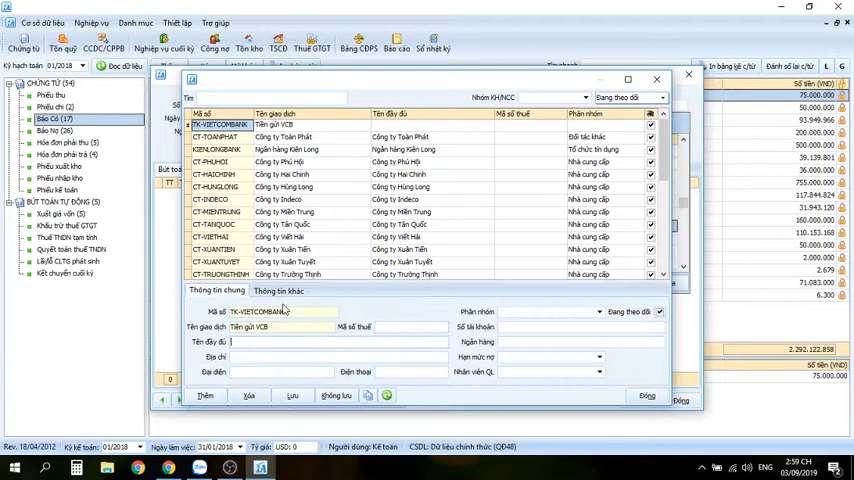 Cơ sở dữ liệu Nghiệp vụ Danh mục Thiết lập Trợ giúp
Chứng từ Tồn quỹ CCDC/CPPB Nghiệp vụ cuối kỳ Công nợ Tồn kho TSCĐ Thuế GTGT Bảng CĐPS Báo cáo Sổ nhật ký
Kỳ hạch toán 01/2018 Đọc dữ liệu In bảng kê c/từ Đánh số lại c/từ L G
CHỨNG TỪ (54)
Phiếu thu
Phiếu chi (2)
Báo Có (17)
Báo Nợ (26)
Hóa đơn phải thu (5)
Hóa đơn phải trả (4)
Phiếu xuất kho
Phiếu nhập kho
Phiếu kế toán
BÚT TOÁN TỰ ĐỘNG (5)
Xuất giá vốn (5)
Khấu trừ thuế GTGT
Thuế TNDN tạm tính
Quyết toán thuế TNDN
Lãi/lỗ CLTG phát sinh
Kết chuyển cuối kỳ
Bút toá
TT
0
Tìm Nhóm KH/NCC Đang theo dõi
Mã số Tên giao dịch Tên đầy đủ Mã số thuế Phân nhóm
TK-VIETCOMBANK Tiền gửi VCB
CT-TOANPHAT Công ty Toàn Phát Công ty Toàn Phát Đối tác khác
KIENLONGBANK Ngân hàng Kiên Long Ngân hàng Kiên Long Tổ chức tín dụng
CT-PHUHOI Công ty Phú Hội Công ty Phú Hội Nhà cung cấp
CT-HAICHINH Công ty Hai Chinh Công ty Hai Chinh Nhà cung cấp
CT-HUNGLONG Công ty Hùng Long Công ty Hùng Long Nhà cung cấp
CT-INDECO Công ty Indeco Công ty Indeco Nhà cung cấp
CT-MIENTRUNG Công ty Miền Trung Công ty Miền Trung Nhà cung cấp
CT-TANQUOC Công ty Tân Quốc Công ty Tân Quốc Nhà cung cấp
CT-VIETHAI Công ty Việt Hải Công ty Việt Hải Nhà cung cấp
CT-XUANTIEN Công ty Xuân Tiến Công ty Xuân Tiến Nhà cung cấp
CT-XUANTUYET Công ty Xuân Tuyết Công ty Xuân Tuyết Nhà cung cấp
CT-TRUONGTHINH Công ty Trường Thịnh Công ty Trường Thịnh Nhà cung cấp
Thông tin chung Thông tin khác
Mã số TK-VIETCOMBANK Phân nhóm Đang theo dõi
Tên giao dịch Tiền gửi VCB Mã số thuế Số tài khoản
Tên đầy đủ Ngân hàng
Địa chỉ Hạn mức nợ
Đại diện Điện thoại Nhân viên QL
Thêm Xóa Lưu Không lưu Đóng
Đóng
Số tiền (VND)
75.000.000
93.949.966
39.139.801
755.000.000
117.844.824
31.943.120
160.000.000
110.153.168
2.679
71.083.000
6.300
2.292.122.858
Số tiền (VND)
75.000.000
Rev. 18/04/2012 Kỳ kế toán: 01/2018 Ngày làm việc: 31/01/2018 Tỷ giá: USD: 0 Người dùng: Kế toán CSDL: Dữ liệu chính thức (QĐ48)
Zalo
ENG
2:59 CH
03/09/2019